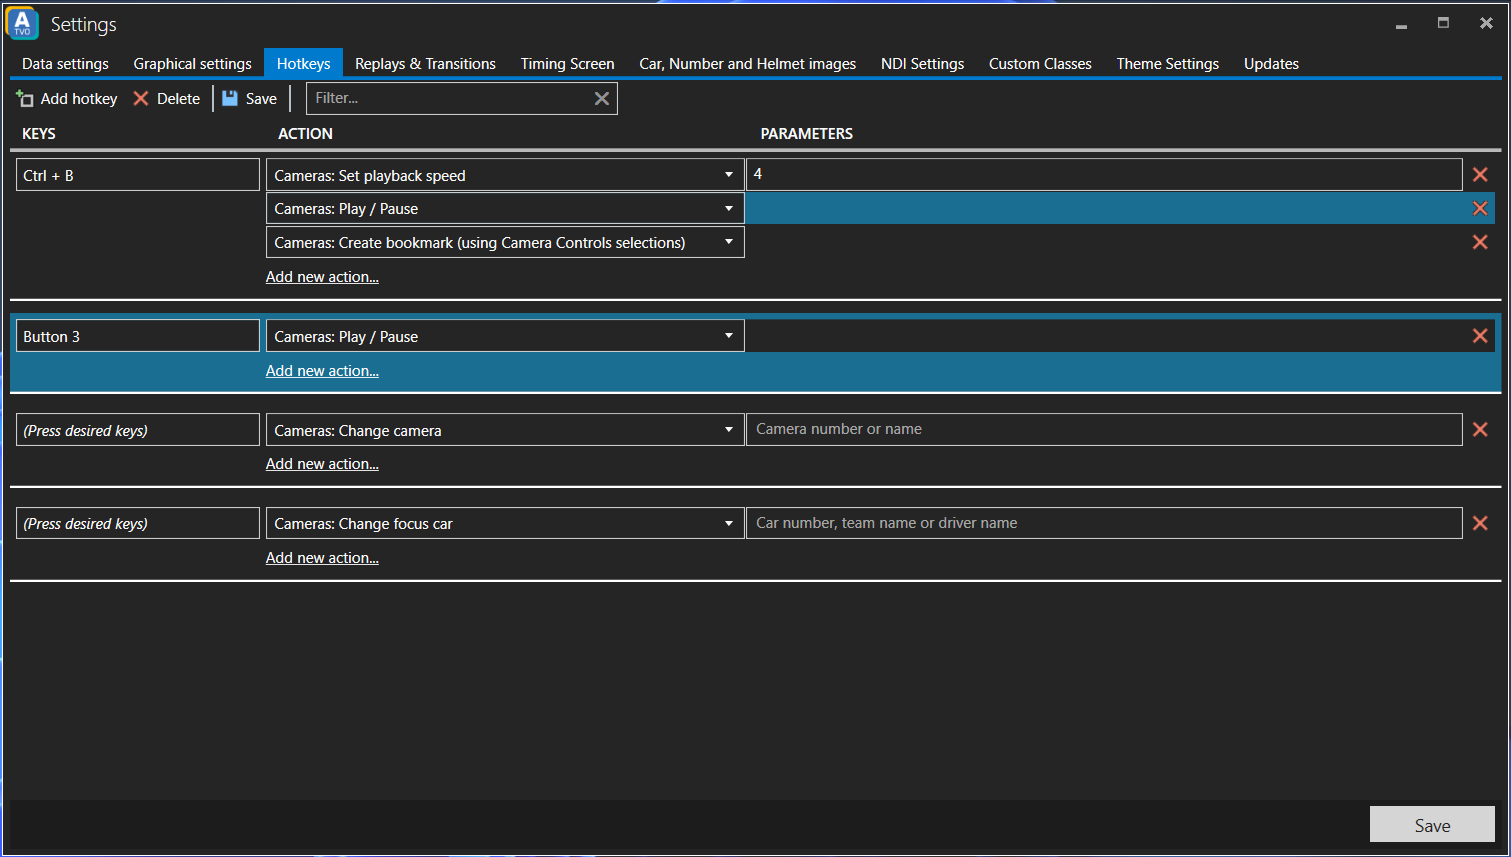 A
TVO
Settings
Data settings Graphical settings Hotkeys Replays & Transitions Timing Screen Car, Number and Helmet images NDI Settings Custom Classes Theme Settings Updates
Add hotkey Delete Save Filter...
KEYS ACTION PARAMETERS
Ctrl + B Cameras: Set playback speed 4
Cameras: Play / Pause
Cameras: Create bookmark (using Camera Controls selections)
Add new action...
Button 3 Cameras: Play / Pause
Add new action...
(Press desired keys) Cameras: Change camera Camera number or name
Add new action...
(Press desired keys) Cameras: Change focus car Car number, team name or driver name
Add new action...
Save